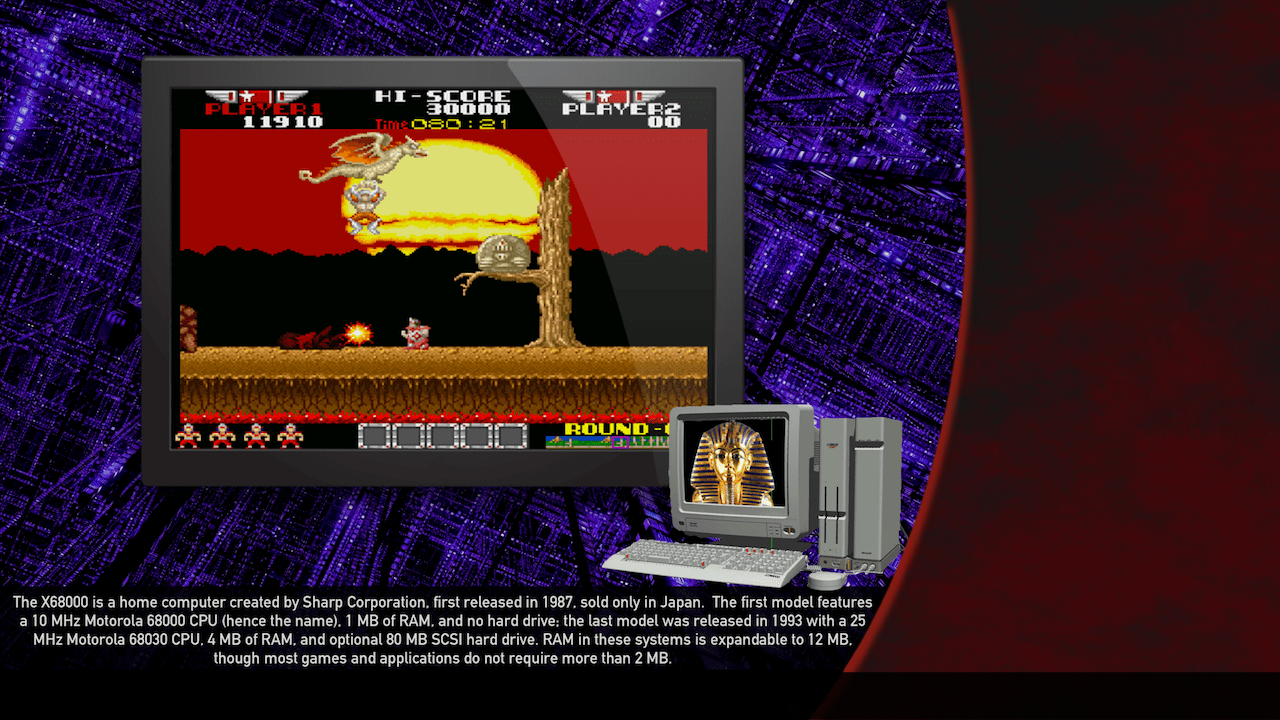 PLAYER1 HI-SCORE PLAYER2
11910 30000 00
Time 080:21
ROUND-
The X68000 is a home computer created by Sharp Corporation, first released in 1987, sold only in Japan. The first model features
a 10 MHz Motorola 68000 CPU (hence the name), 1 MB of RAM, and no hard drive; the last model was released in 1993 with a 25
MHz Motorola 68030 CPU, 4 MB of RAM, and optional 80 MB SCSI hard drive. RAM in these systems is expandable to 12 MB,
though most games and applications do not require more than 2 MB.